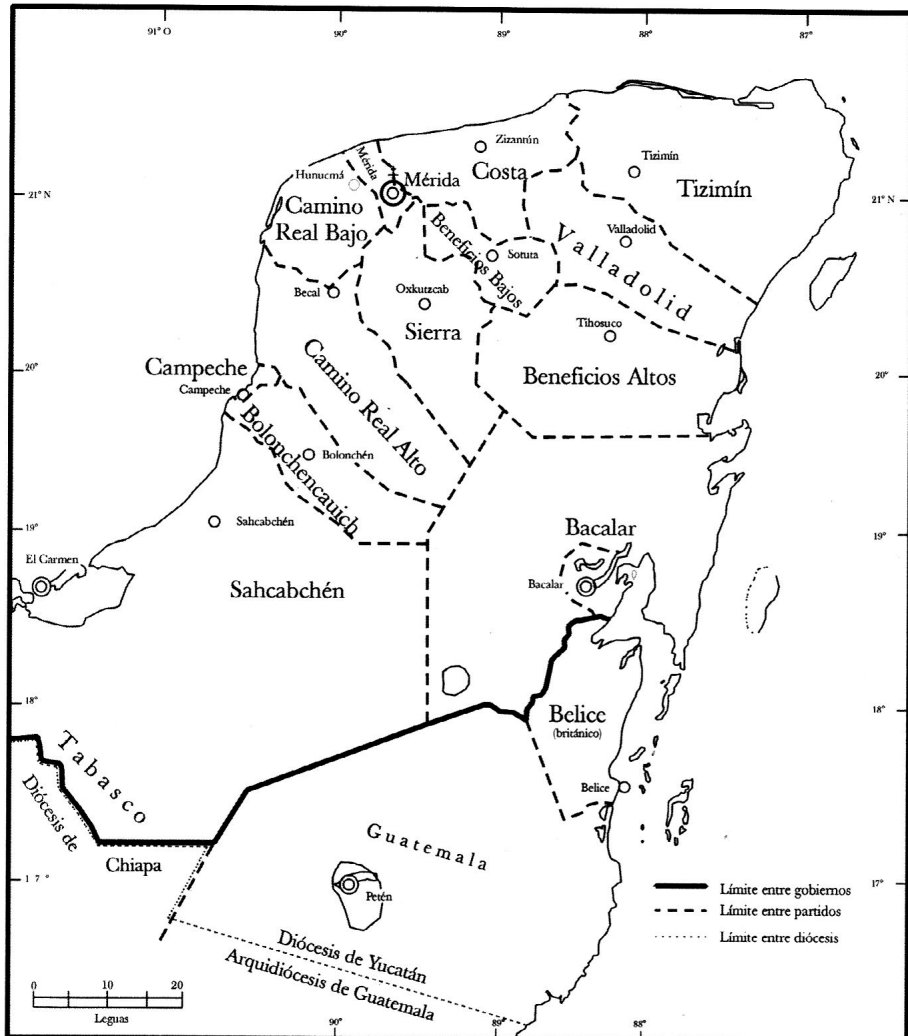 91° O
90°
89°
88°
87°
Zizantún
Costa
Tizimín
Tizimín
Mérida
Hunucmá
Mérida
21° N
21° N
Camino
Real Bajo
Beneficios Bajos
Valladolid
Valladolid
Sotuta
Becal
Oxkutzcab
Sierra
Tihosuco
Beneficios Altos
20°
20°
Campeche
Campeche
Camino Real Alto
Bolonchencauich
Bolonchén
Sahcabchén
19°
19°
Bacalar
Bacalar
El Carmen
Sahcabchén
18°
18°
Belice
(británico)
Belice
Tabasco
Diócesis de
Chiapa
Guatemala
17°
17°
Petén
Límite entre gobiernos
Límite entre partidos
Límite entre diócesis
Diócesis de Yucatán
Arquidiócesis de Guatemala
0 10 20
Leguas
90°
89°
88°